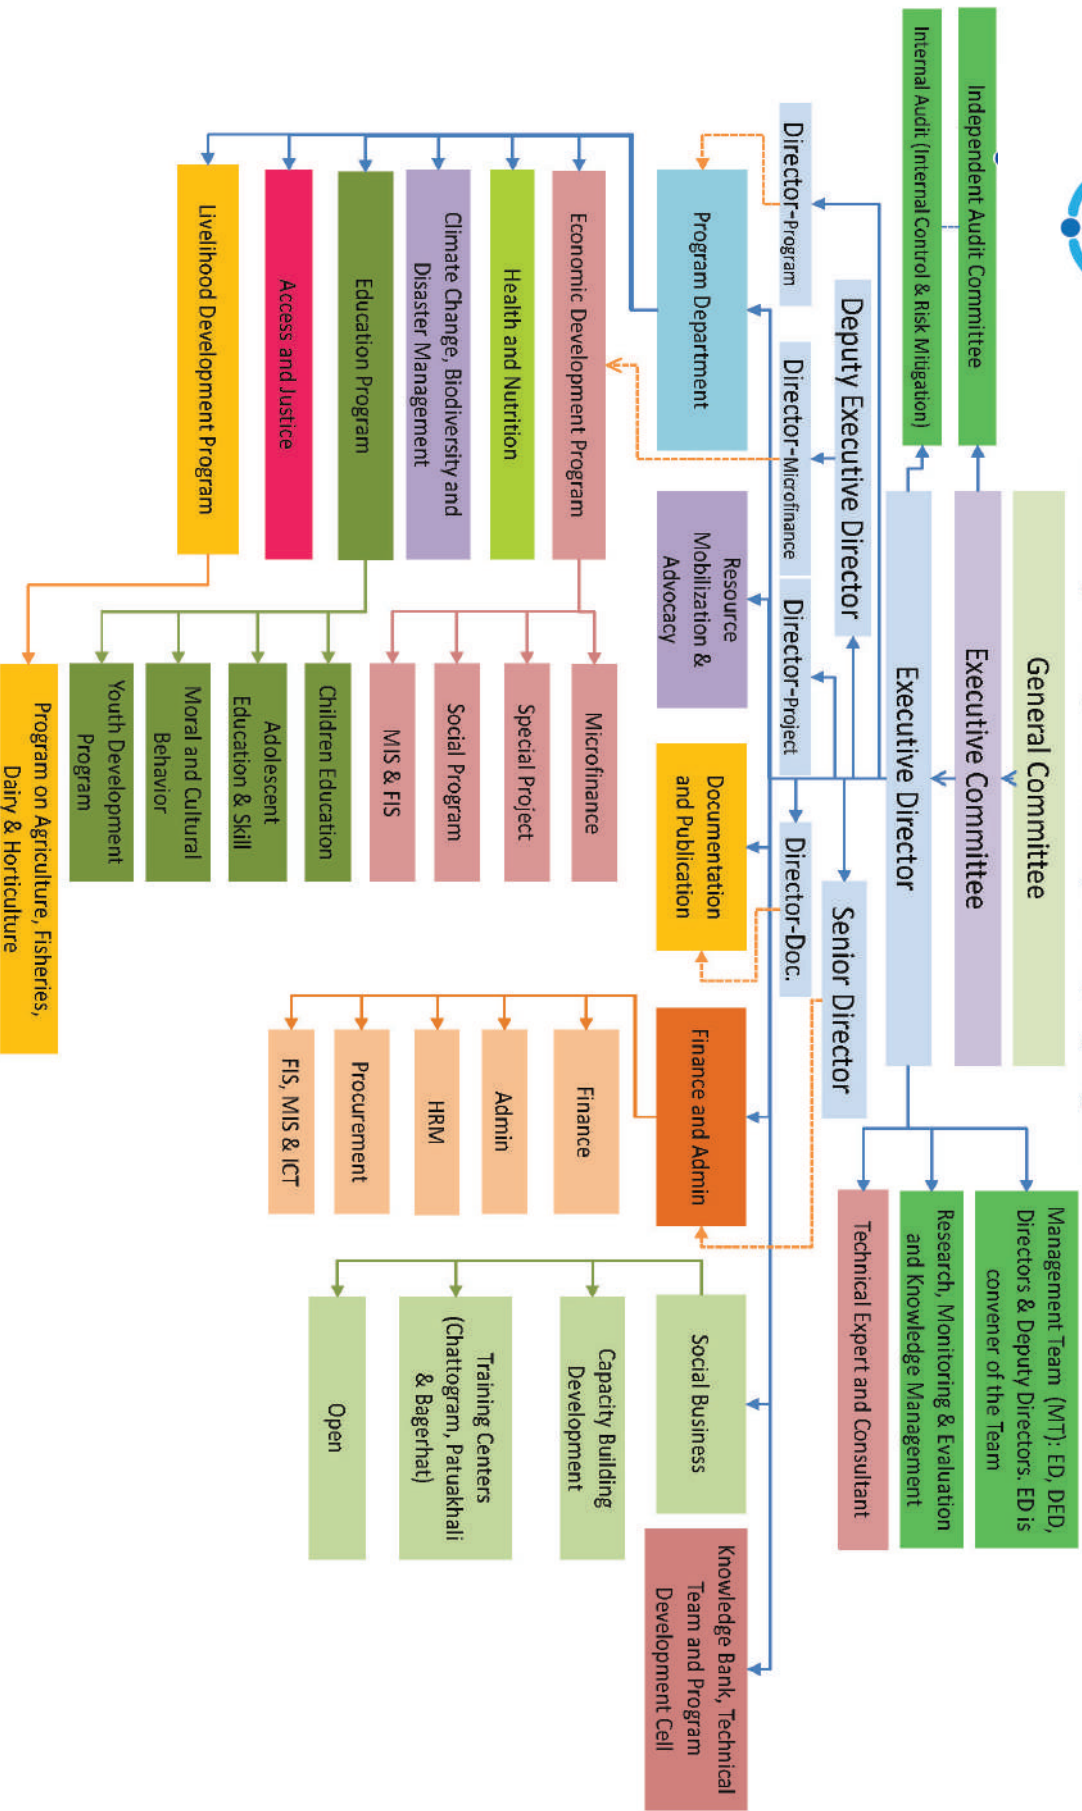 General Committee
Executive Committee
Executive Director
Independent Audit Committee
Internal Audit (Internal Control & Risk Mitigation)
Management Team (MT): ED, DED,
Directors & Deputy Directors. ED is
convener of the Team
Research, Monitoring & Evaluation
and Knowledge Management
Technical Expert and Consultant
Deputy Executive Director
Senior Director
Director-Program
Director-Microfinance
Director-Project
Director-Doc.
Program Department
Resource
Mobilization &
Advocacy
Documentation
and Publication
Finance and Admin
Social Business
Knowledge Bank, Technical
Team and Program
Development Cell
Economic Development Program
Health and Nutrition
Climate Change, Biodiversity and
Disaster Management
Education Program
Access and Justice
Livelihood Development Program
Microfinance
Special Project
Social Program
MIS & FIS
Children Education
Adolescent
Education & Skill
Moral and Cultural
Behavior
Youth Development
Program
Program on Agriculture, Fisheries,
Dairy & Horticulture
Finance
Admin
HRM
Procurement
FIS, MIS & ICT
Capacity Building
Development
Training Centers
(Chattogram, Patuakhali
& Bagerhat)
Open